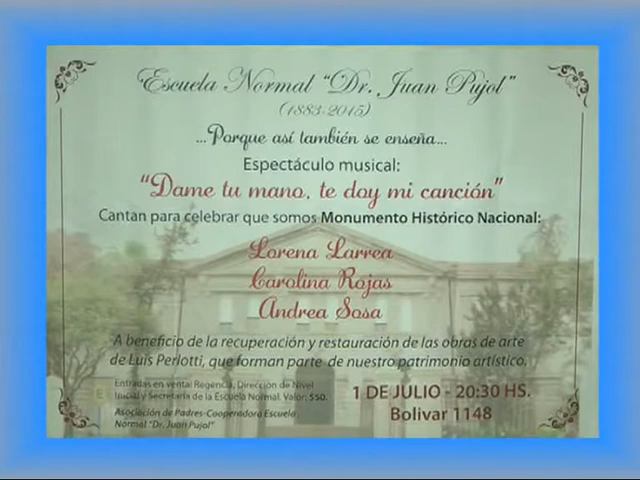 Escuela Normal "Dr. Juan Pujol"
(1883-2015)
...Porque así también se enseña...
Espectáculo musical:
"Dame tu mano, te doy mi canción"
Cantan para celebrar que somos Monumento Histórico Nacional:
Lorena Larrea
Carolina Rojas
Andrea Sosa
A beneficio de la recuperación y restauración de las obras de arte
de Luis Perlotti, que forman parte de nuestro patrimonio artístico.
Entradas en venta: Regencia, Dirección de Nivel
Inicial y Secretaría de la Escuela Normal. Valor: $50.
Asociación de Padres-Cooperadora Escuela
Normal "Dr. Juan Pujol"
1 DE JULIO - 20:30 HS.
Bolivar 1148